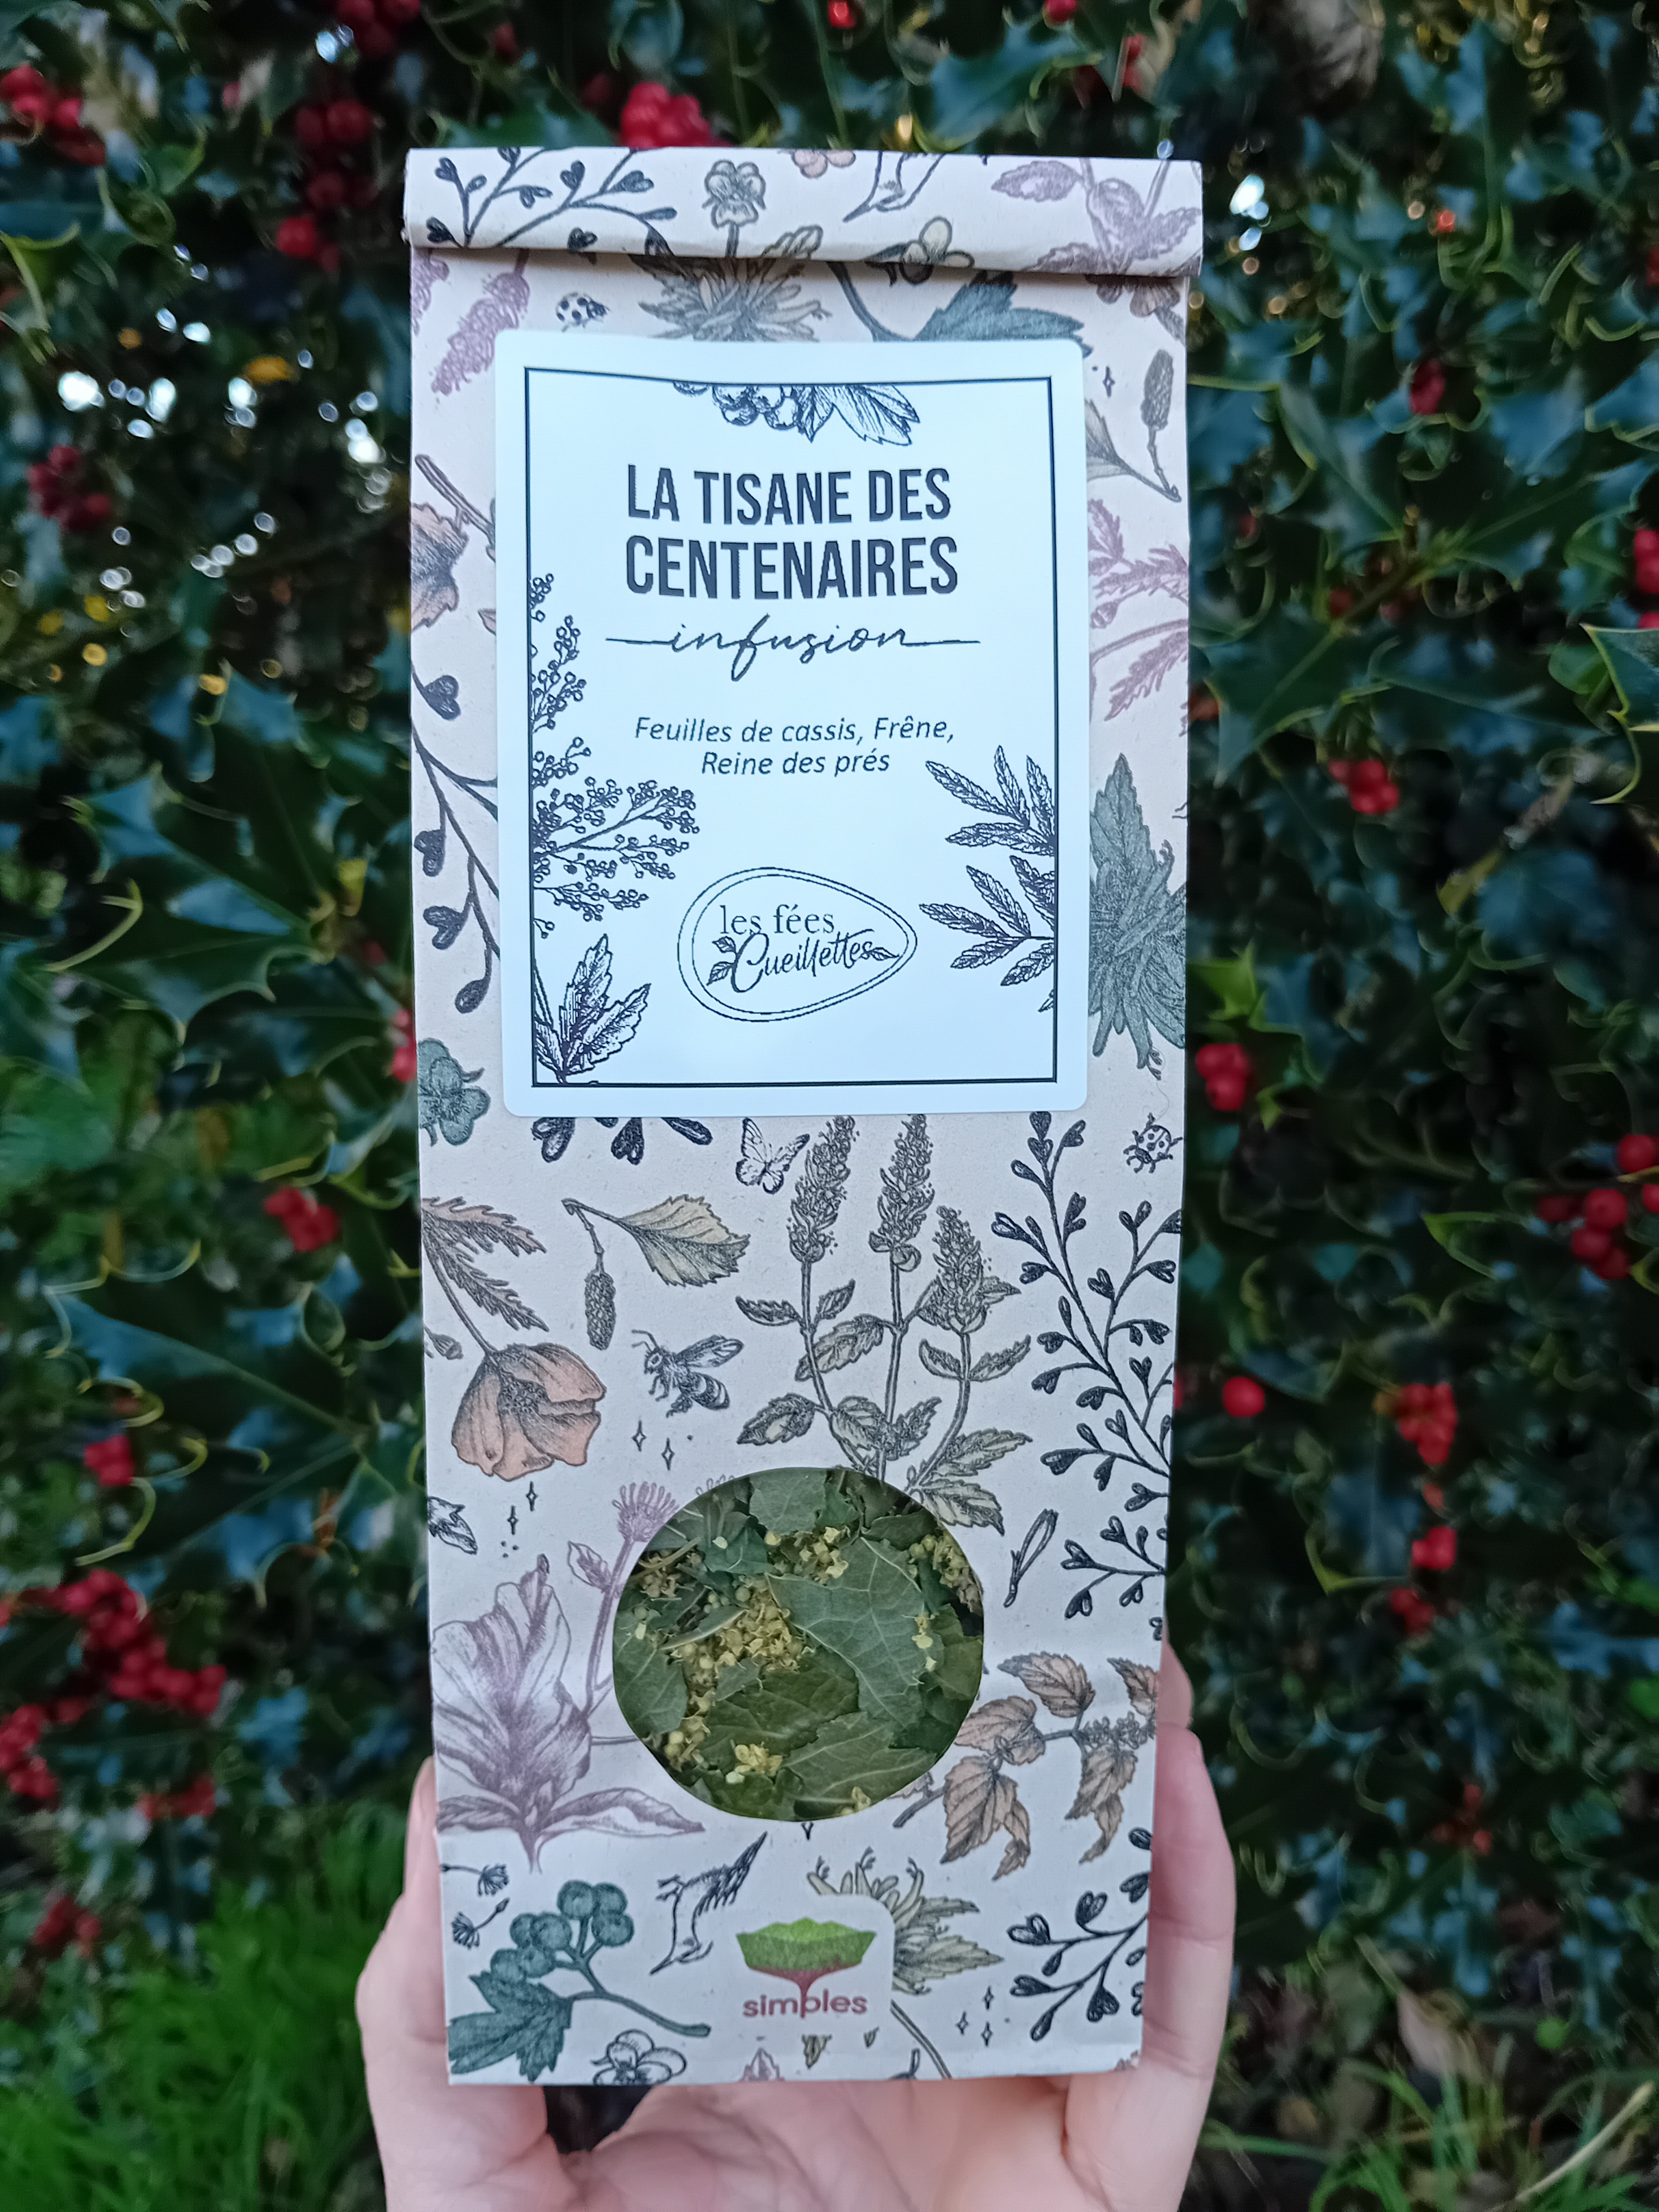 LA TISANE DES
CENTENAIRES
infusion
Feuilles de cassis, Frêne,
Reine des prés
les fées
Cueillettes
simples